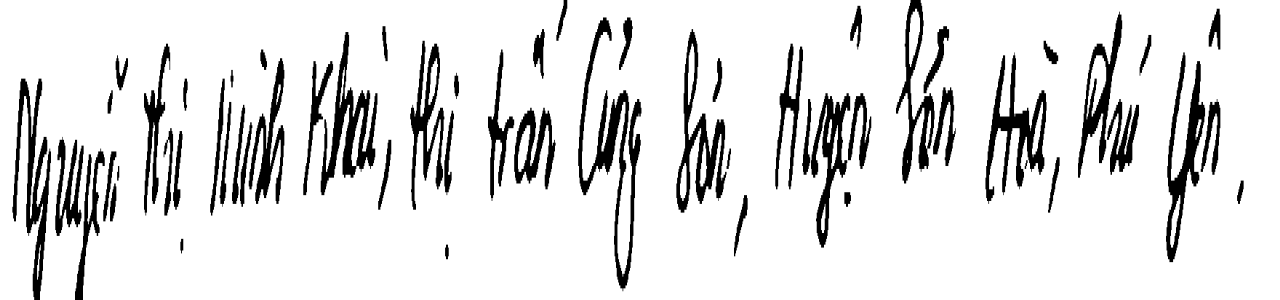 Nguyễn Thị Minh Khai, thị trấn Củng Sơn, Huyện Sơn Hoà, Phú Yên.